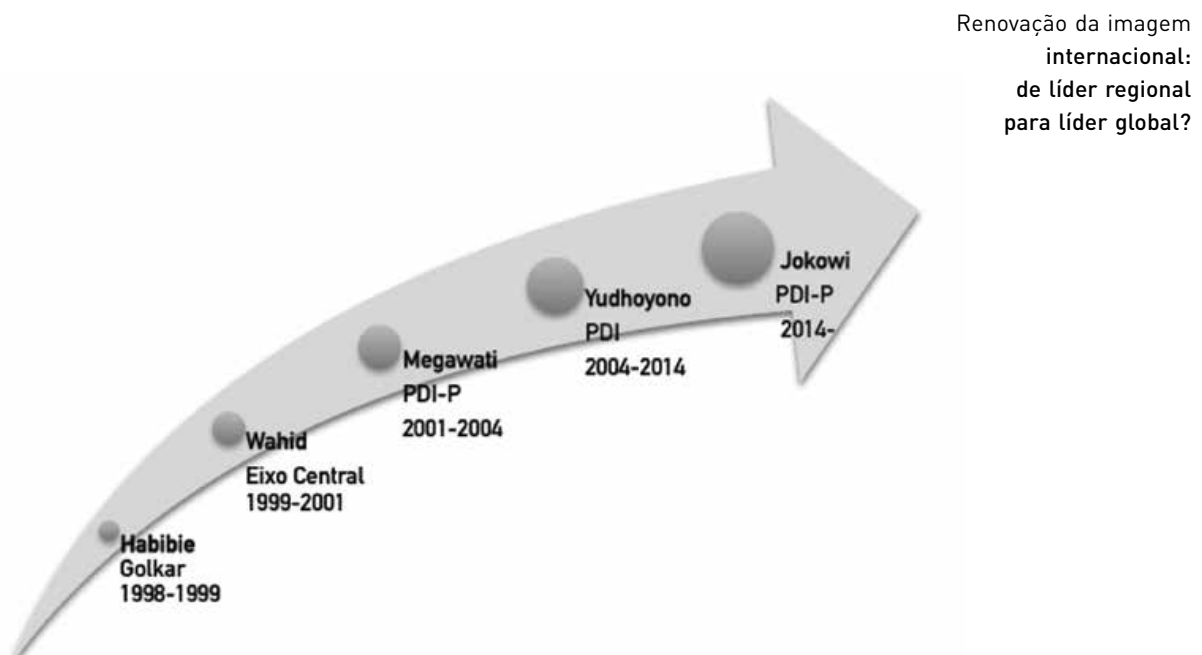 Renovação da imagem
internacional:
de líder regional
para líder global?
Jokowi
PDI-P
2014-
Yudhoyono
PDI
2004-2014
Megawati
PDI-P
2001-2004
Wahid
Eixo Central
1999-2001
Habibie
Golkar
1998-1999